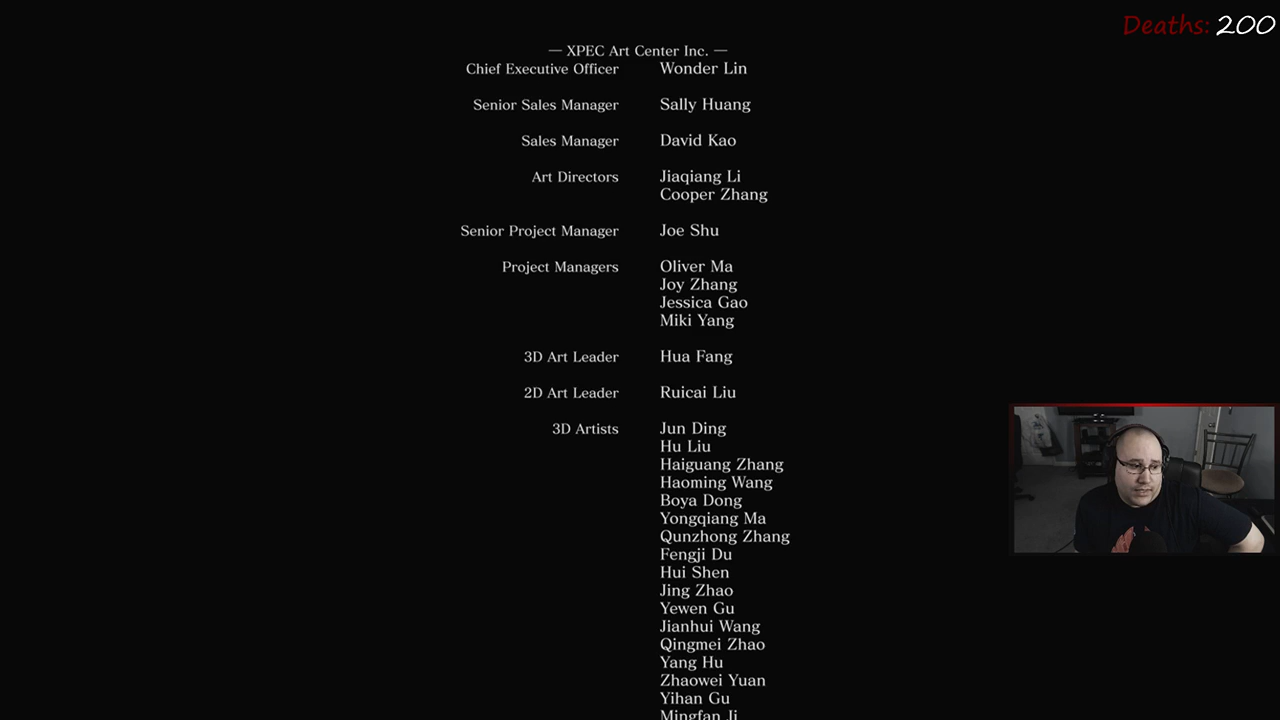 Deaths: 200
— XPEC Art Center Inc. —
Chief Executive Officer Wonder Lin
Senior Sales Manager Sally Huang
Sales Manager David Kao
Art Directors Jiaqiang Li
Cooper Zhang
Senior Project Manager Joe Shu
Project Managers Oliver Ma
Joy Zhang
Jessica Gao
Miki Yang
3D Art Leader Hua Fang
2D Art Leader Ruicai Liu
3D Artists Jun Ding
Hu Liu
Haiguang Zhang
Haoming Wang
Boya Dong
Yongqiang Ma
Qunzhong Zhang
Fengji Du
Hui Shen
Jing Zhao
Yewen Gu
Jianhui Wang
Qingmei Zhao
Yang Hu
Zhaowei Yuan
Yihan Gu
Mingfan Ji